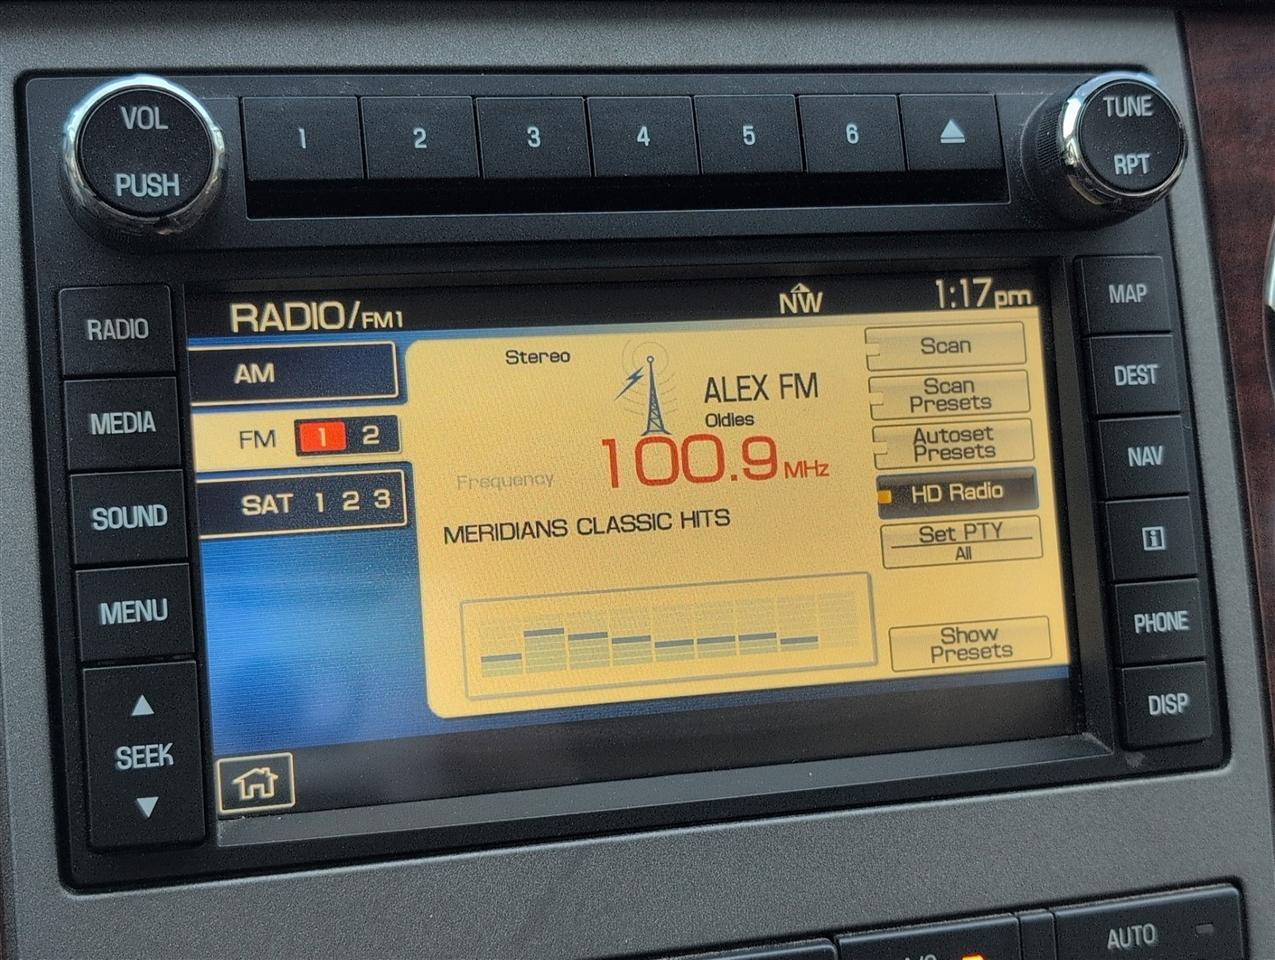 VOL
PUSH
1 2 3 4 5 6
TUNE
RPT
RADIO
MEDIA
SOUND
MENU
SEEK
RADIO/FM1
NW
1:17pm
AM
FM 1 2
SAT 1 2 3
Stereo
ALEX FM
Oldies
Frequency
100.9 MHz
MERIDIANS CLASSIC HITS
Scan
Scan
Presets
Autoset
Presets
HD Radio
Set PTY
All
Show
Presets
MAP
DEST
NAV
i
PHONE
DISP
AUTO